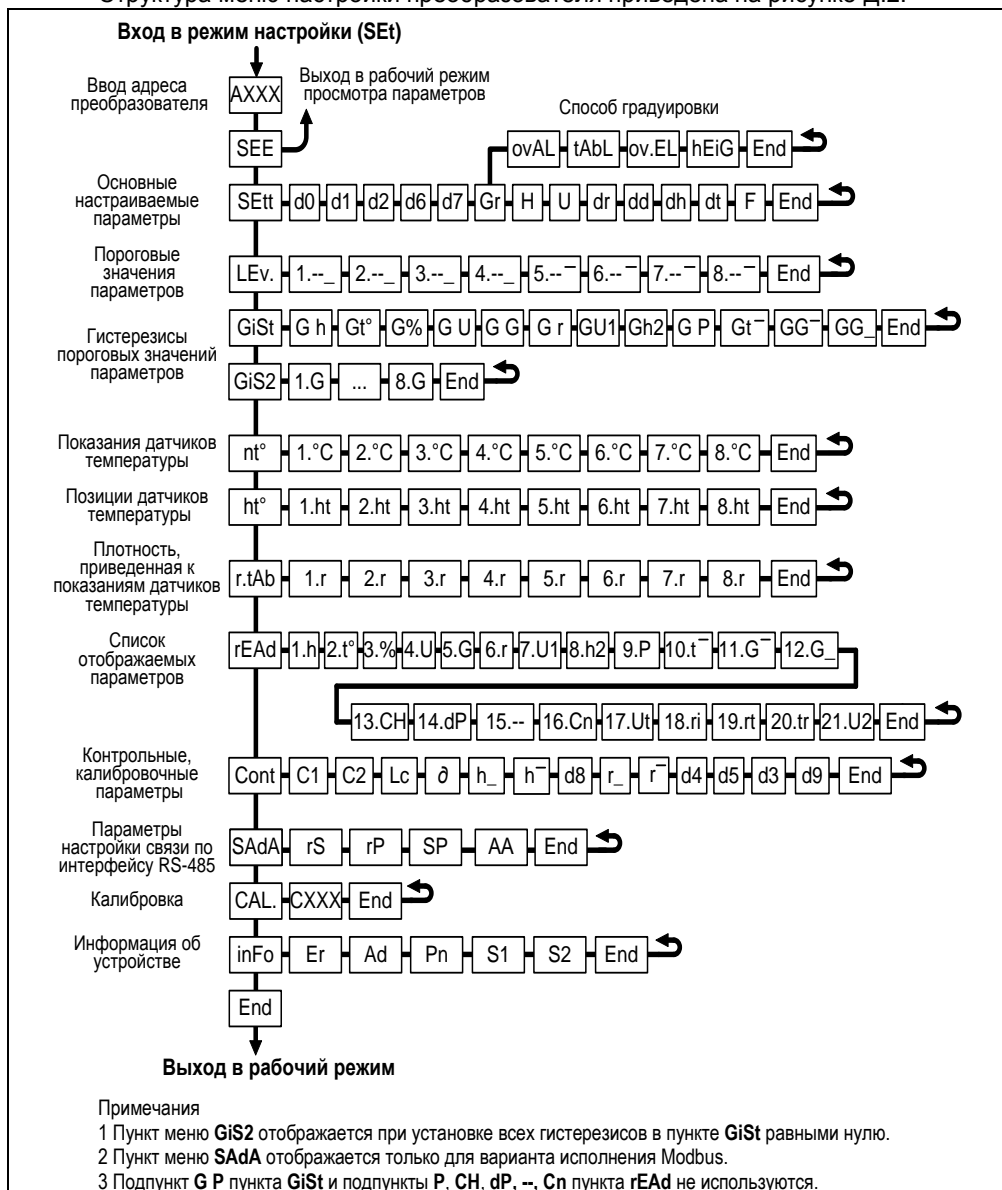 Структура меню настройки преобразователя приведена на рисунке Д.2.
Вход в режим настройки (SEt)
Ввод адреса
преобразователя
AXXX
Выход в рабочий режим
просмотра параметров
SEE
Способ градуировки
ovAL tAbL ov.EL hEiG End
Основные
настраиваемые
параметры
SEtt d0 d1 d2 d6 d7 Gr H U dr dd dh dt F End
Пороговые
значения
параметров
LEv. 1.--_ 2.--_ 3.--_ 4.--_ 5.--¯ 6.--¯ 7.--¯ 8.--¯ End
Гистерезисы
пороговых значений
параметров
GiSt G h Gt° G% G U G G G r GU1 Gh2 G P Gt¯ GG¯ GG_ End
GiS2 1.G ... 8.G End
Показания датчиков
температуры
nt° 1.°C 2.°C 3.°C 4.°C 5.°C 6.°C 7.°C 8.°C End
Позиции датчиков
температуры
ht° 1.ht 2.ht 3.ht 4.ht 5.ht 6.ht 7.ht 8.ht End
Плотность,
приведенная к
показаниям датчиков
температуры
r.tAb 1.r 2.r 3.r 4.r 5.r 6.r 7.r 8.r End
Список
отображаемых
параметров
rEAd 1.h 2.t° 3.% 4.U 5.G 6.r 7.U1 8.h2 9.P 10.t¯ 11.G¯ 12.G_
13.CH 14.dP 15.-- 16.Cn 17.Ut 18.ri 19.rt 20.tr 21.U2 End
Контрольные,
калибровочные
параметры
Cont C1 C2 Lc ∂ h_ h¯ d8 r_ r¯ d4 d5 d3 d9 End
Параметры
настройки связи по
интерфейсу RS-485
SAdA rS rP SP AA End
Калибровка
CAL. CXXX End
Информация об
устройстве
inFo Er Ad Pn S1 S2 End
End
Выход в рабочий режим
Примечания
1 Пункт меню GiS2 отображается при установке всех гистерезисов в пункте GiSt равными нулю.
2 Пункт меню SAdA отображается только для варианта исполнения Modbus.
3 Подпункт G P пункта GiSt и подпункты P, CH, dP, --, Cn пункта rEAd не используются.